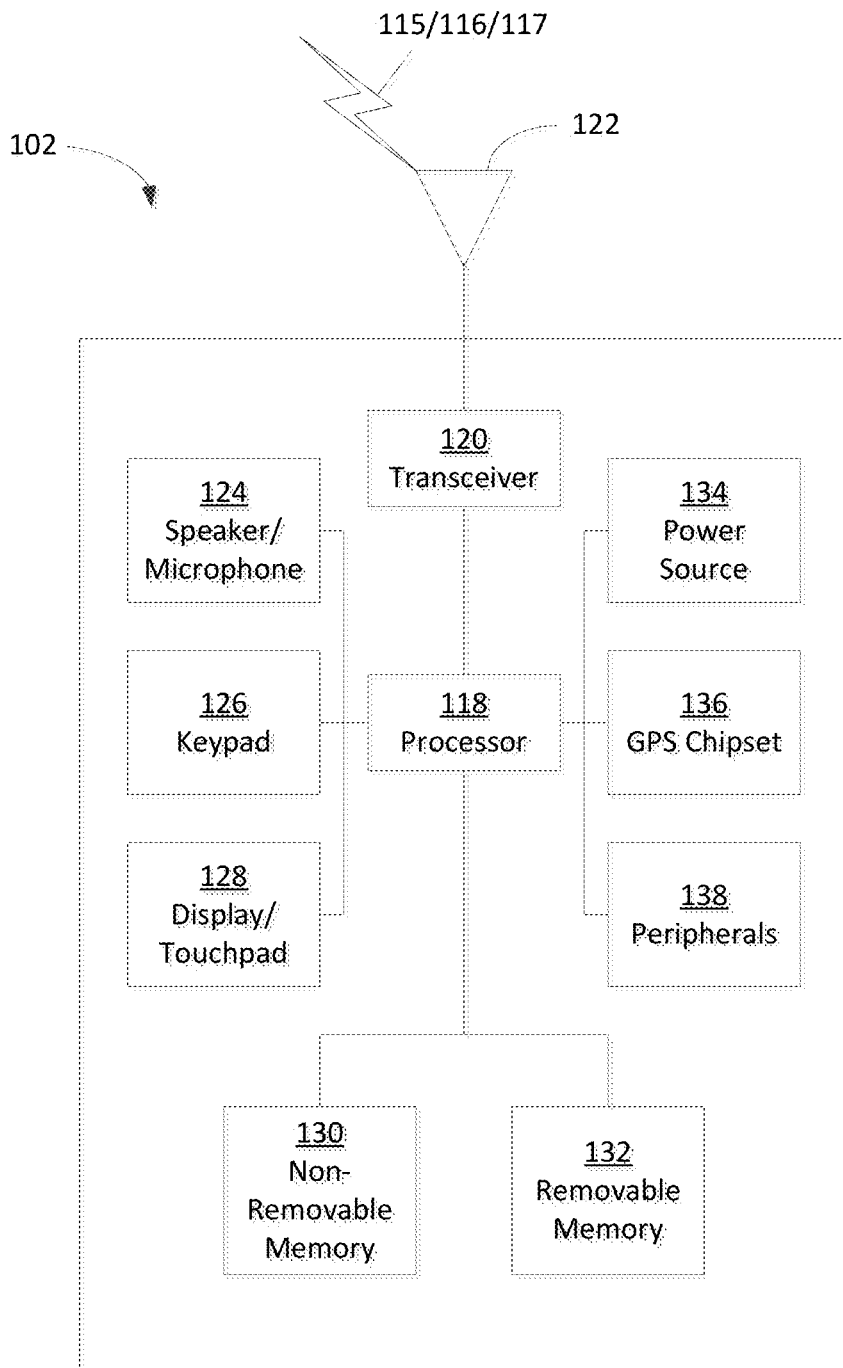 115/116/117
122
102
120
Transceiver
124
Speaker/
Microphone
134
Power
Source
126
Keypad
118
Processor
136
GPS Chipset
128
Display/
Touchpad
138
Peripherals
130
Non-
Removable
Memory
132
Removable
Memory